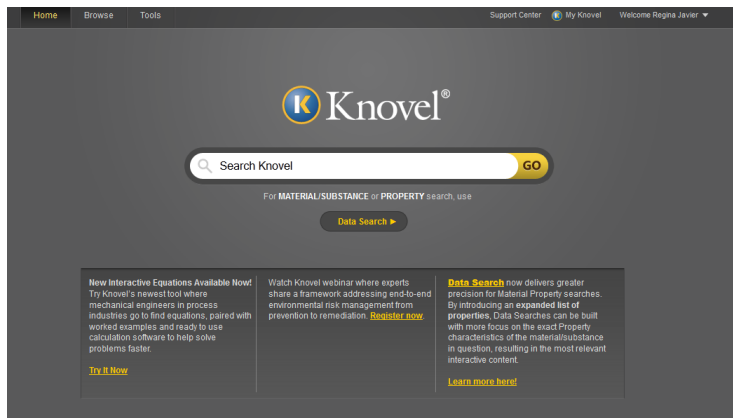 Home Browse Tools Support Center My Knovel Welcome Regina Javier
K Knovel®
Search Knovel GO
For MATERIAL/SUBSTANCE or PROPERTY search, use
Data Search
New Interactive Equations Available Now!
Try Knovel's newest tool where
mechanical engineers in process
industries go to find equations, paired with
worked examples and ready to use
calculation software to help solve
problems faster.
Try It Now
Watch Knovel webinar where experts
share a framework addressing end-to-end
environmental risk management from
prevention to remediation. Register now.
Data Search now delivers greater
precision for Material Property searches.
By introducing an expanded list of
properties, Data Searches can be built
with more focus on the exact Property
characteristics of the material/substance
in question, resulting in the most relevant
interactive content.
Learn more here!